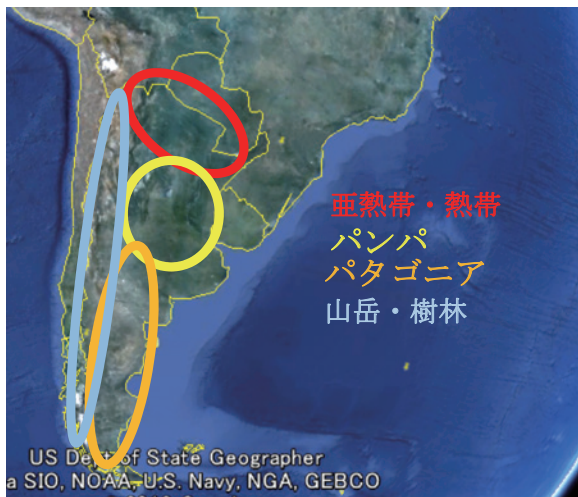 亜熱帯・熱帯
パンパ
パタゴニア
山岳・樹林
US Dept of State Geographer
a SIO, NOAA, U.S. Navy, NGA, GEBCO